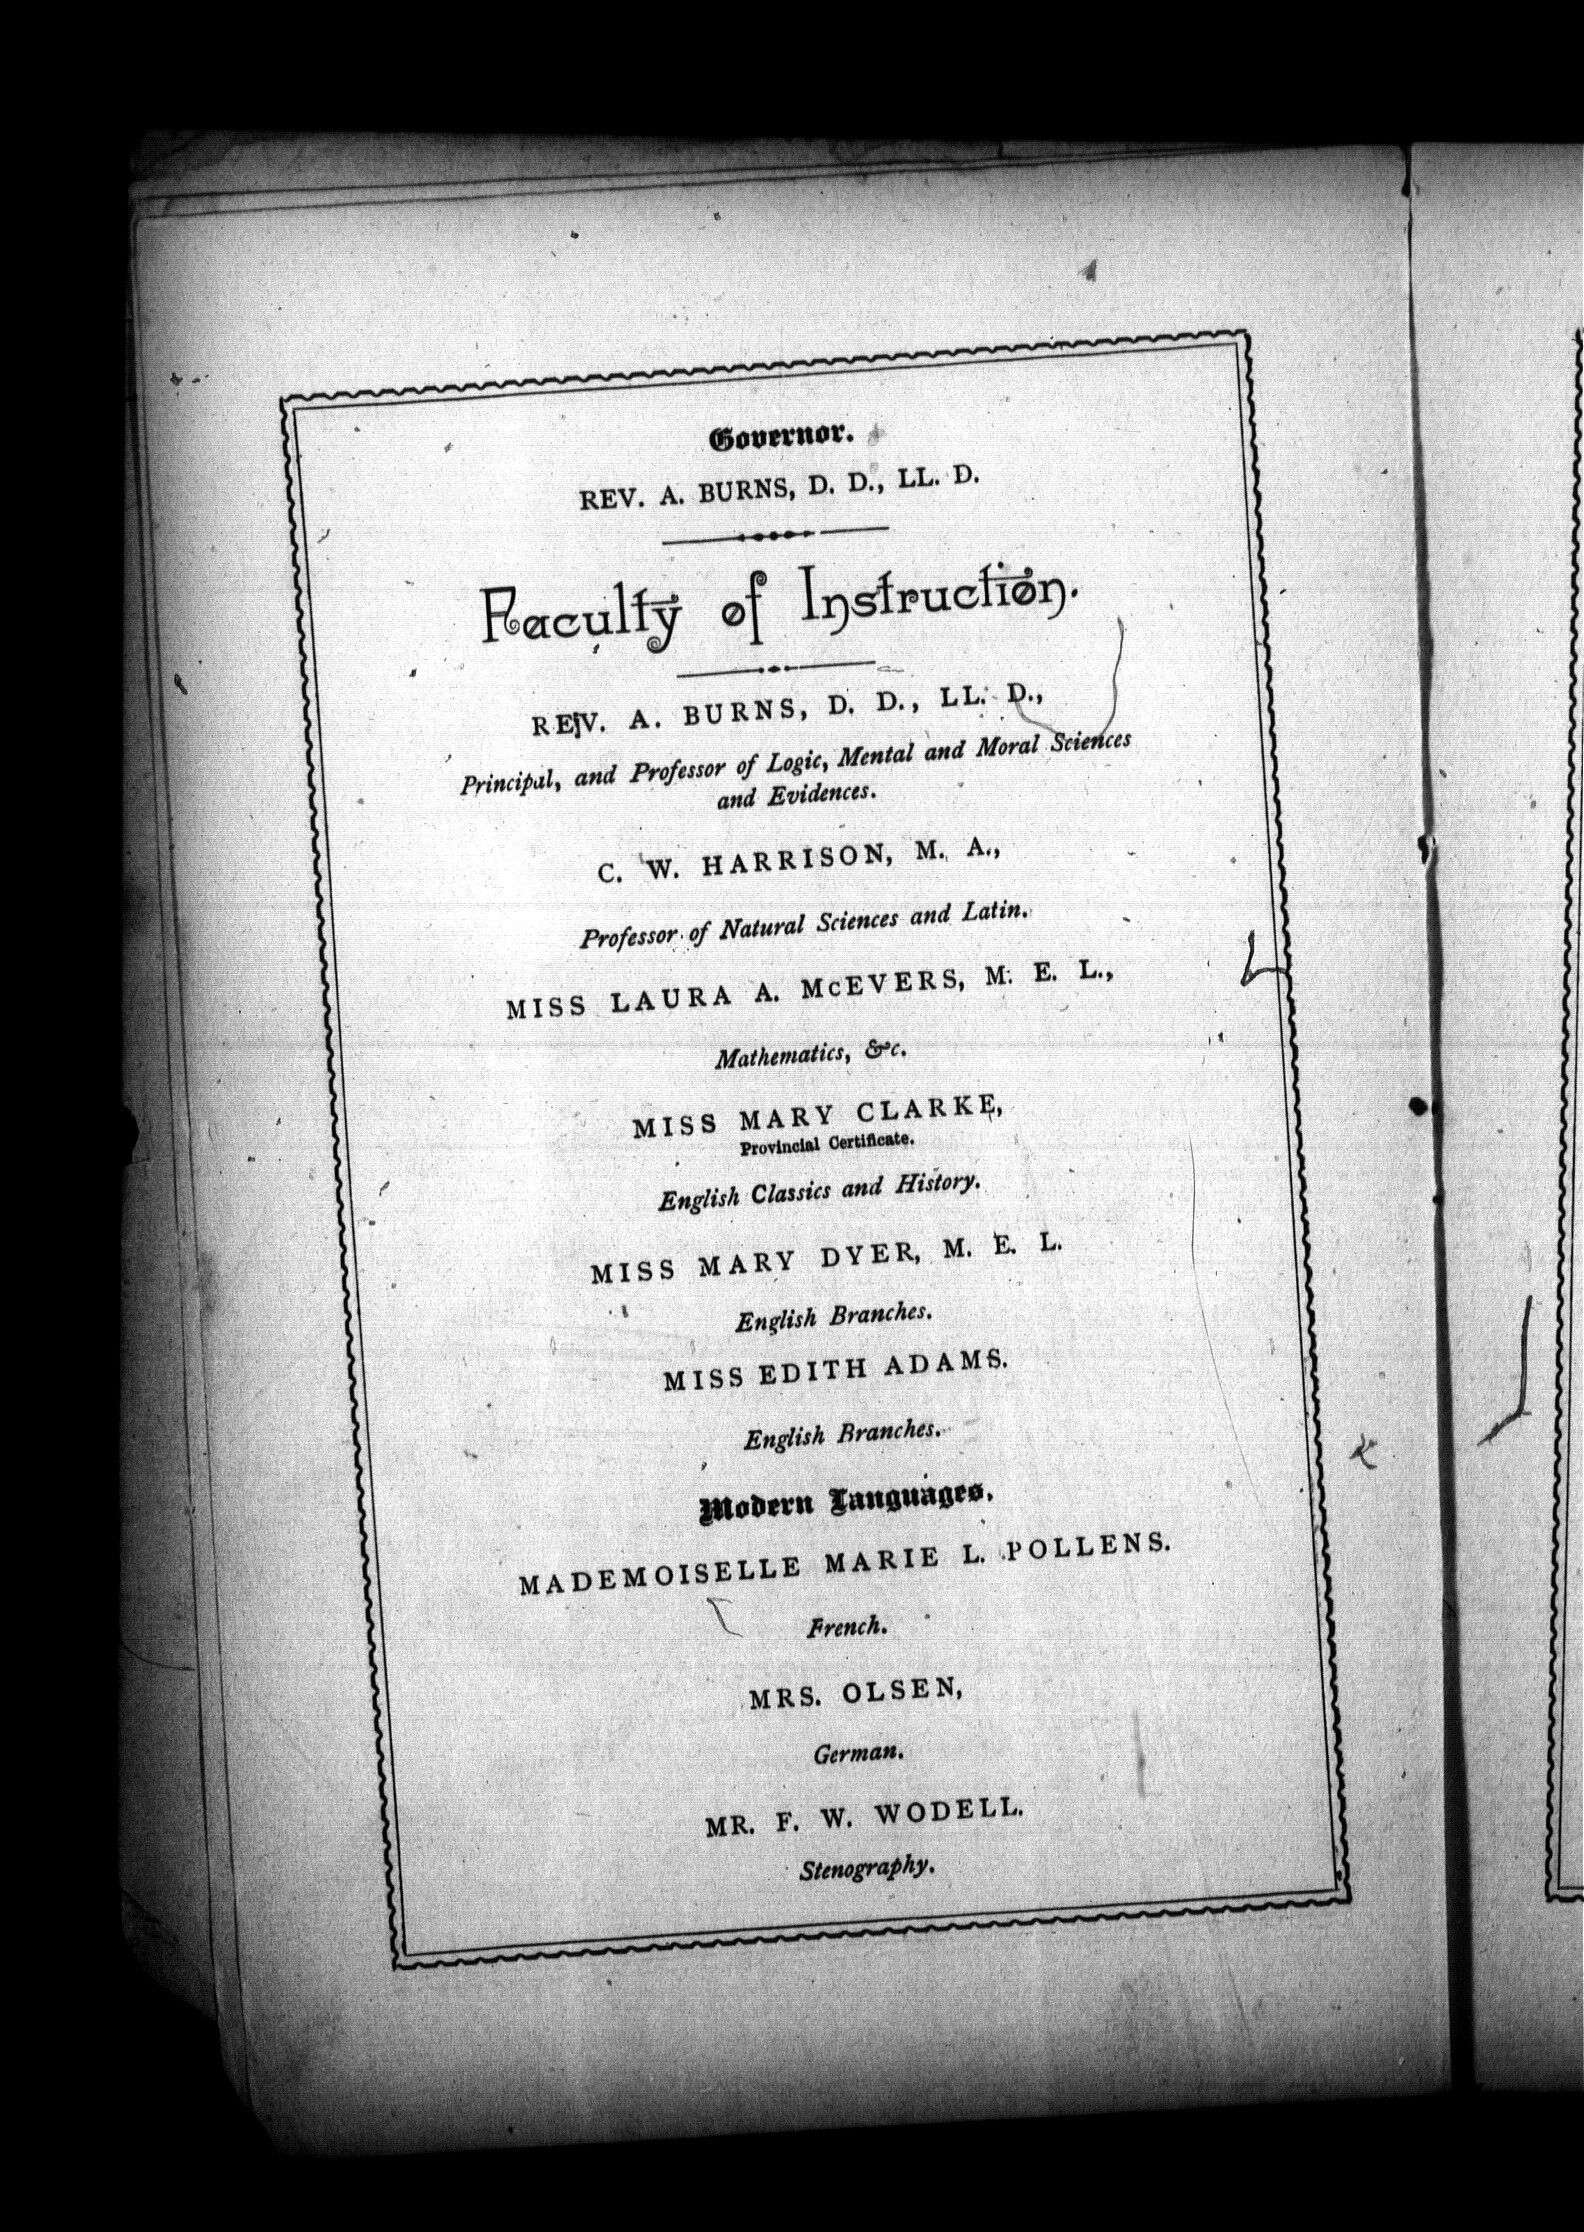 Governor.
REV. A. BURNS, D. D., LL. D.
Faculty of Instruction.
REV. A. BURNS, D. D., LL. D.,
Principal, and Professor of Logic, Mental and Moral Sciences
and Evidences.
C. W. HARRISON, M. A.,
Professor of Natural Sciences and Latin.
MISS LAURA A. McEVERS, M. E. L.,
Mathematics, &c.
MISS MARY CLARKE,
Provincial Certificate.
English Classics and History.
MISS MARY DYER, M. E. L.
English Branches.
MISS EDITH ADAMS.
English Branches.
Modern Languages,
MADEMOISELLE MARIE L. POLLENS.
French.
MRS. OLSEN,
German.
MR. F. W. WODELL.
Stenography.